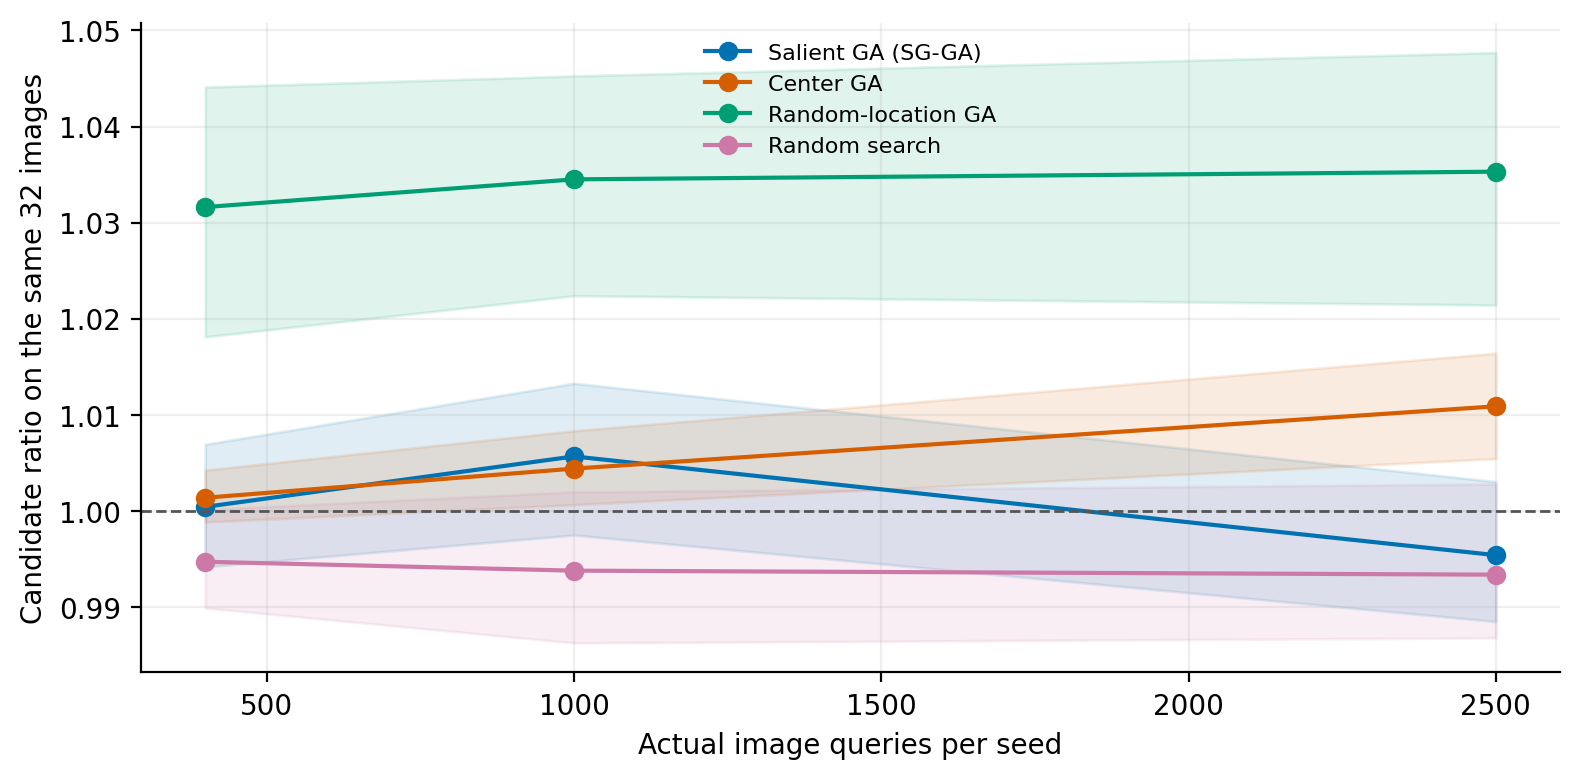 Candidate ratio on the same 32 images
1.05
1.04
1.03
1.02
1.01
1.00
0.99
Salient GA (SG-GA)
Center GA
Random-location GA
Random search
500
1000
1500
2000
2500
Actual image queries per seed